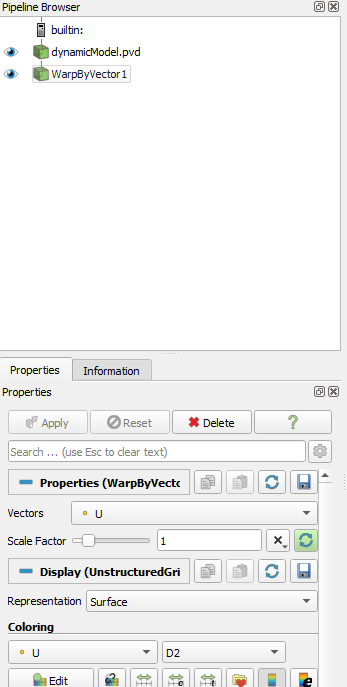 Pipeline Browser
builtin:
dynamicModel.pvd
WarpByVector1
Properties Information
Properties
Apply Reset Delete ?
Search ... (use Esc to clear text)
Properties (WarpByVecto
Vectors U
Scale Factor 1
Display (UnstructuredGri
Representation Surface
Coloring
U D2
Edit